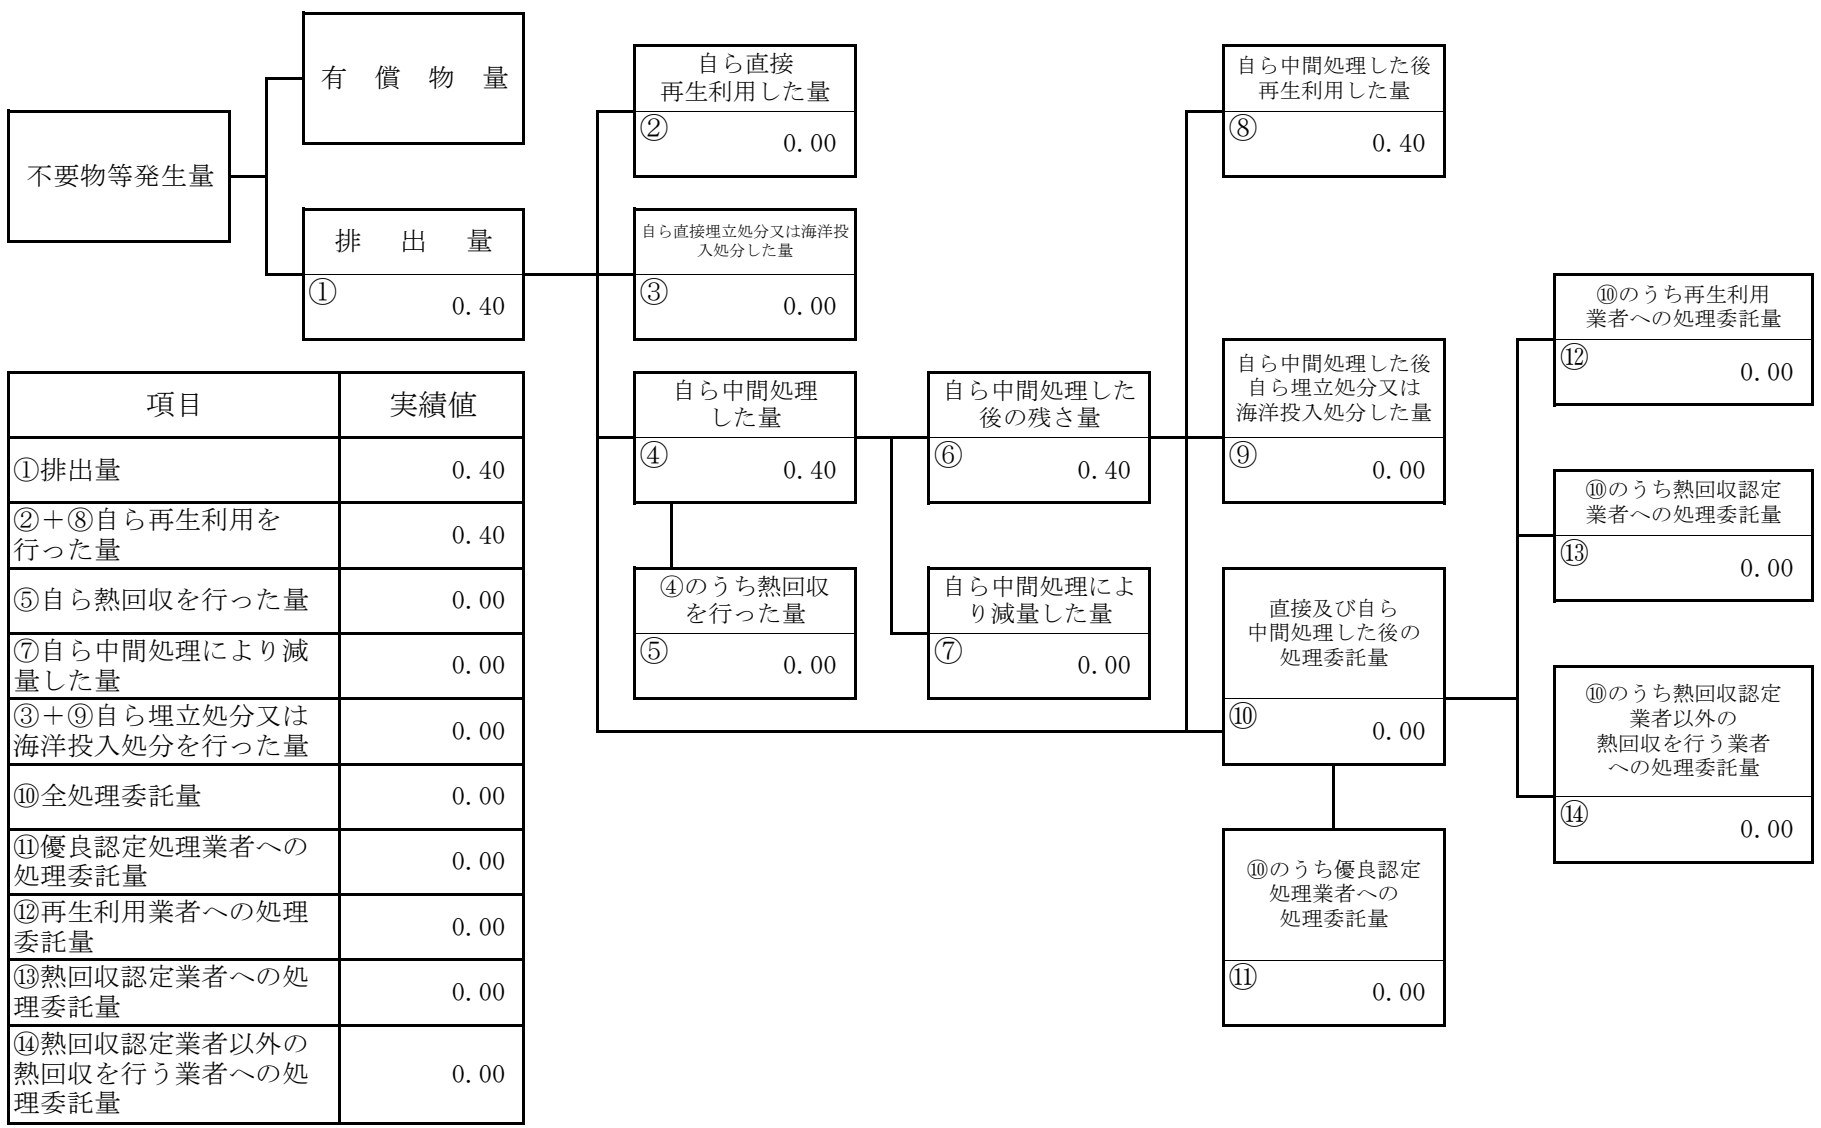 有償物量
不要物等発生量
排出量
①
0.40
自ら直接
再生利用した量
②
0.00
自ら直接埋立処分又は海洋投
入処分した量
③
0.00
自ら中間処理
した量
④
0.40
④のうち熱回収
を行った量
⑤
0.00
自ら中間処理した
後の残さ量
⑥
0.40
自ら中間処理によ
り減量した量
⑦
0.00
自ら中間処理した後
再生利用した量
⑧
0.40
自ら中間処理した後
自ら埋立処分又は
海洋投入処分した量
⑨
0.00
直接及び自ら
中間処理した後の
処理委託量
⑩
0.00
⑩のうち優良認定
処理業者への
処理委託量
⑪
0.00
⑩のうち再生利用
業者への処理委託量
⑫
0.00
⑩のうち熱回収認定
業者への処理委託量
⑬
0.00
⑩のうち熱回収認定
業者以外の
熱回収を行う業者
への処理委託量
⑭
0.00
項目 実績値
①排出量 0.40
②＋⑧自ら再生利用を
行った量 0.40
⑤自ら熱回収を行った量 0.00
⑦自ら中間処理により減
量した量 0.00
③＋⑨自ら埋立処分又は
海洋投入処分を行った量 0.00
⑩全処理委託量 0.00
⑪優良認定処理業者への
処理委託量 0.00
⑫再生利用業者への処理
委託量 0.00
⑬熱回収認定業者への処
理委託量 0.00
⑭熱回収認定業者以外の
熱回収を行う業者への処 0.00
理委託量